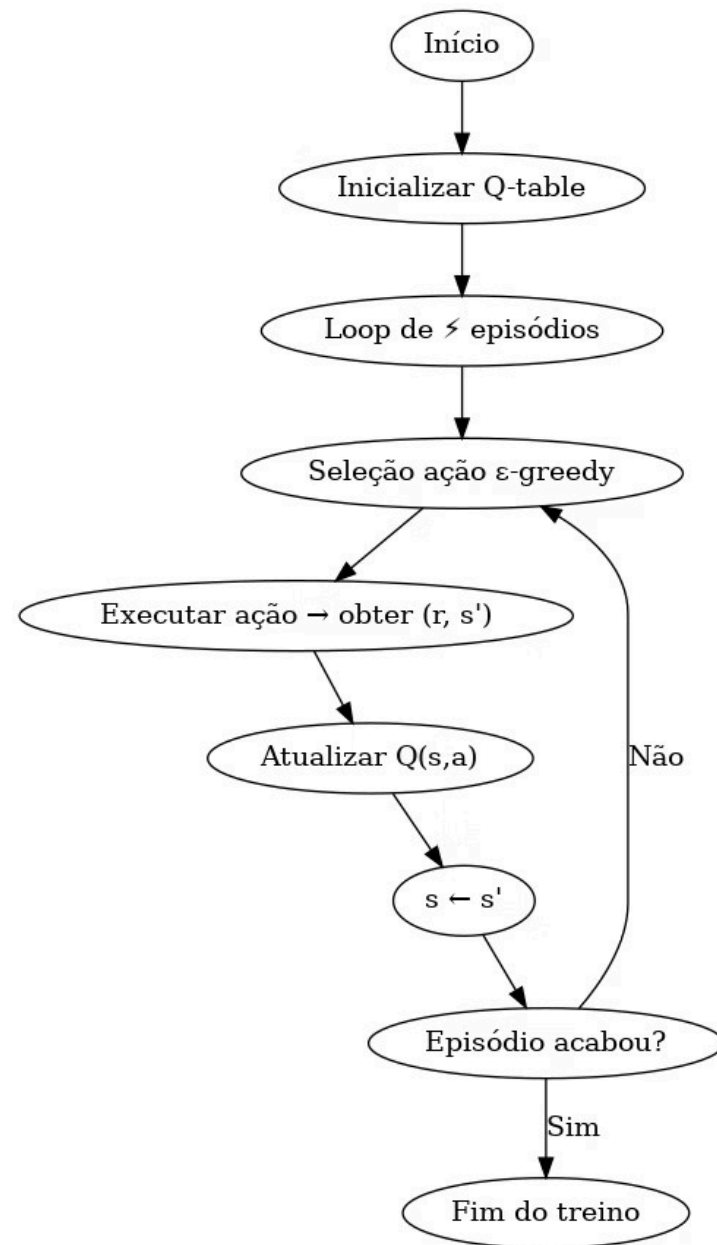 Início
Inicializar Q-table
Loop de ⚡ episódios
Seleção ação ε-greedy
Executar ação → obter (r, s')
Atualizar Q(s,a)
Não
s ← s'
Episódio acabou?
Sim
Fim do treino